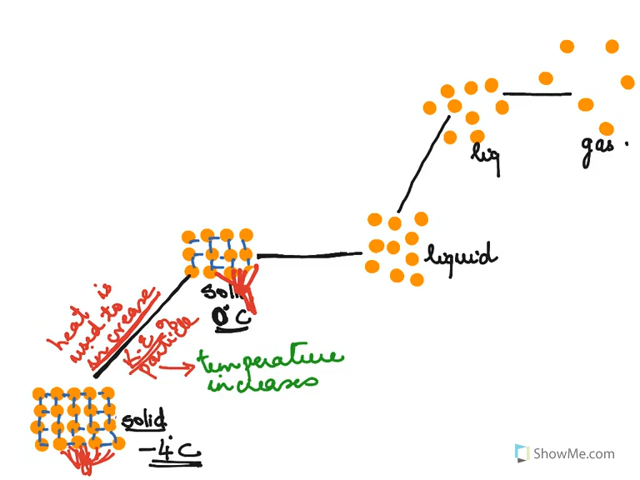 liq
gas.
liquid
solid
0°C
heat is
used to
increase
K.E of
particle
temperature
increases
solid
-4°C
ShowMe.com